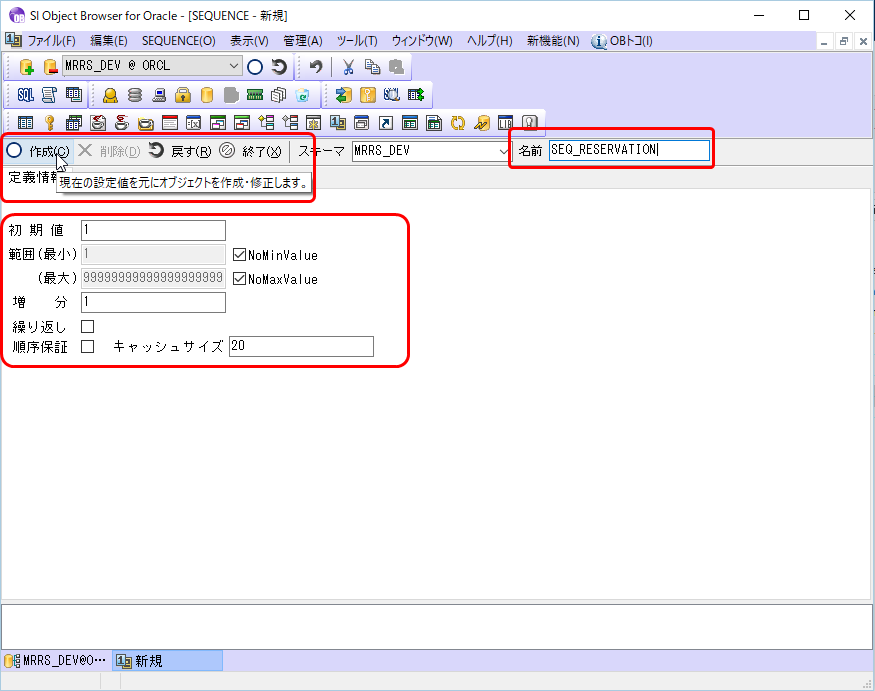 SI Object Browser for Oracle - [SEQUENCE - 新規]
ファイル(F) 編集(E) SEQUENCE(O) 表示(V) 管理(A) ツール(T) ウィンドウ(W) ヘルプ(H) 新機能(N) OBトコ(I)
MRRS_DEV @ ORCL
SQL
作成(C) 削除(D) 戻す(R) 終了(X) スキーマ MRRS_DEV 名前 SEQ_RESERVATION
定義情報
現在の設定値を元にオブジェクトを作成・修正します。
初期値 1
範囲(最小) 1 NoMinValue
(最大) 99999999999999999999 NoMaxValue
増 分 1
繰り返し
順序保証 キャッシュサイズ 20
MRRS_DEV@O… 新規